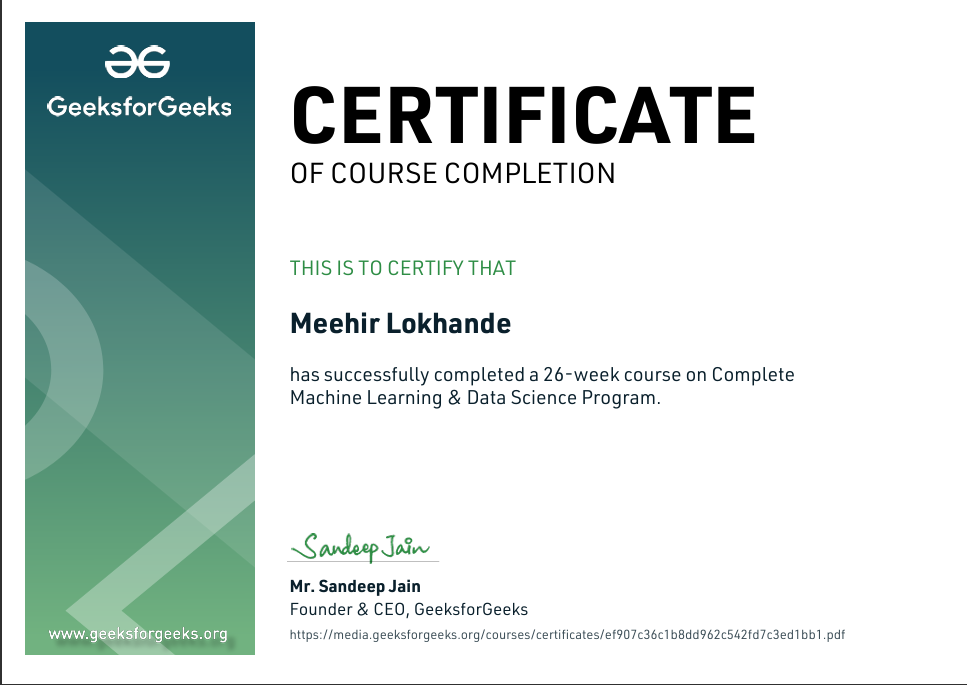 GeeksforGeeks
CERTIFICATE
OF COURSE COMPLETION
THIS IS TO CERTIFY THAT
Meehir Lokhande
has successfully completed a 26-week course on Complete
Machine Learning & Data Science Program.
Sandeep Jain
Mr. Sandeep Jain
Founder & CEO, GeeksforGeeks
https://media.geeksforgeeks.org/courses/certificates/ef907c36c1b8dd962c542fd7c3ed1bb1.pdf
www.geeksforgeeks.org